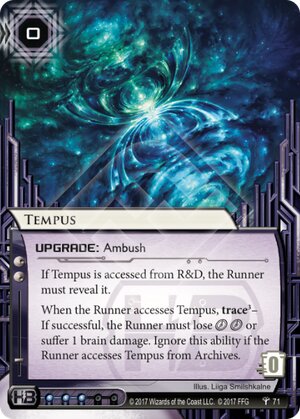 0
TEMPUS
UPGRADE: Ambush
If Tempus is accessed from R&D, the Runner
must reveal it.
When the Runner accesses Tempus, trace³–
If successful, the Runner must lose or
suffer 1 brain damage. Ignore this ability if the Runner
accesses Tempus from Archives.
0
Illus. Liiga Smilshkalne
HB
© 2017 Wizards of the Coast LLC. © 2017 FFG
71